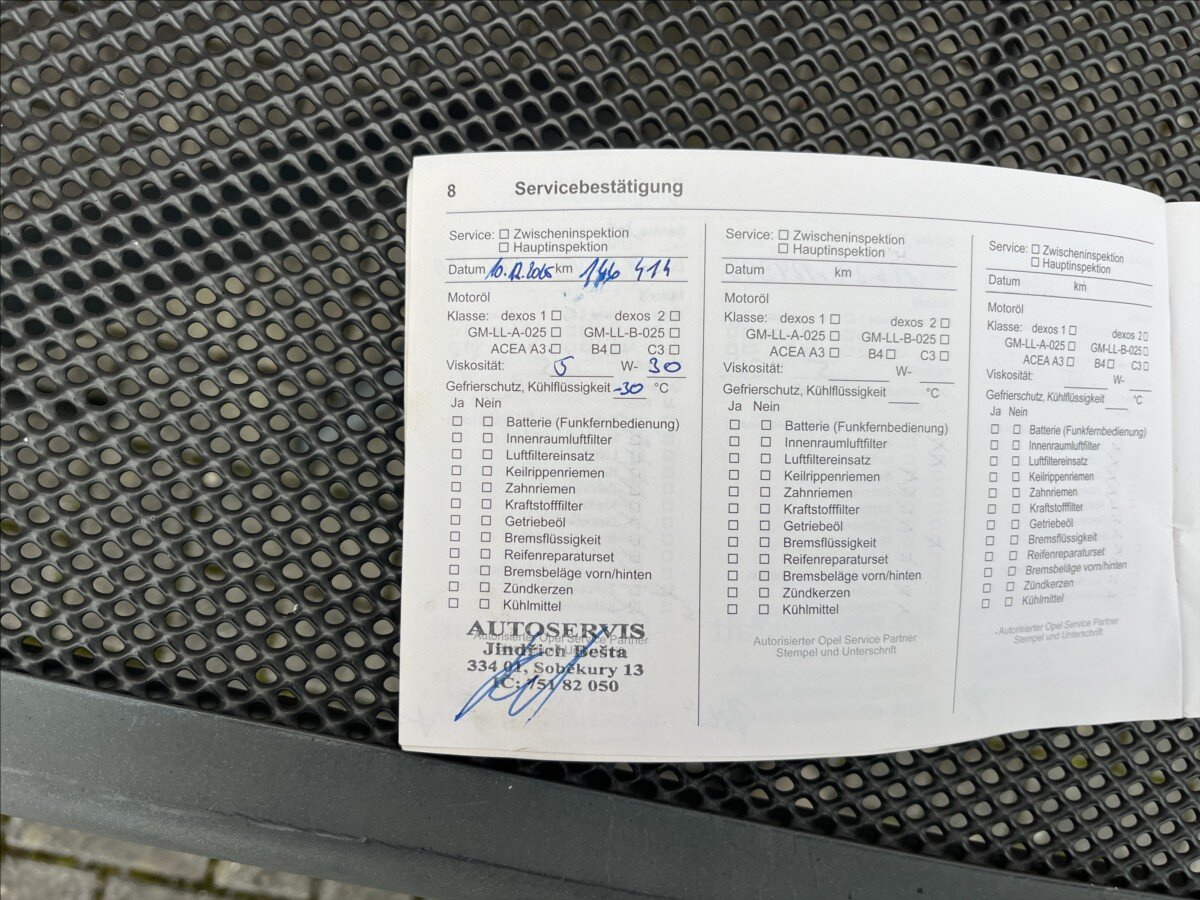 8 Servicebestätigung
Service: Zwischeninspektion
Hauptinspektion
Datum km 414
Motoröl
Klasse: dexos 1 dexos 2
GM-LL-A-025 GM-LL-B-025
ACEA A3 B4 C3
Viskosität: 5 W- 30
Gefrierschutz, Kühlflüssigkeit -30 °C
Ja Nein
Batterie (Funkfernbedienung)
Innenraumluftfilter
Luftfiltereinsatz
Keilrippenriemen
Zahnriemen
Kraftstofffilter
Getriebeöl
Bremsflüssigkeit
Reifenreparaturset
Bremsbeläge vorn/hinten
Zündkerzen
Kühlmittel
AUTOSERVIS
Autorisierter Opel Service Partner
Jindrich Bešta
334 01, Soběkury 13
IČ: 151 82 050
Service: Zwischeninspektion
Hauptinspektion
Datum km
Motoröl
Klasse: dexos 1 dexos 2
GM-LL-A-025 GM-LL-B-025
ACEA A3 B4 C3
Viskosität: W-
Gefrierschutz, Kühlflüssigkeit °C
Ja Nein
Batterie (Funkfernbedienung)
Innenraumluftfilter
Luftfiltereinsatz
Keilrippenriemen
Zahnriemen
Kraftstofffilter
Getriebeöl
Bremsflüssigkeit
Reifenreparaturset
Bremsbeläge vorn/hinten
Zündkerzen
Kühlmittel
Autorisierter Opel Service Partner
Stempel und Unterschrift
Service: Zwischeninspektion
Hauptinspektion
Datum km
Motoröl
Klasse: dexos 1 dexos 2
GM-LL-A-025 GM-LL-B-025
ACEA A3 B4 C3
Viskosität: W-
Gefrierschutz, Kühlflüssigkeit °C
Ja Nein
Batterie (Funkfernbedienung)
Innenraumluftfilter
Luftfiltereinsatz
Keilrippenriemen
Zahnriemen
Kraftstofffilter
Getriebeöl
Bremsflüssigkeit
Reifenreparaturset
Bremsbeläge vorn/hinten
Zündkerzen
Kühlmittel
Autorisierter Opel Service Partner
Stempel und Unterschrift